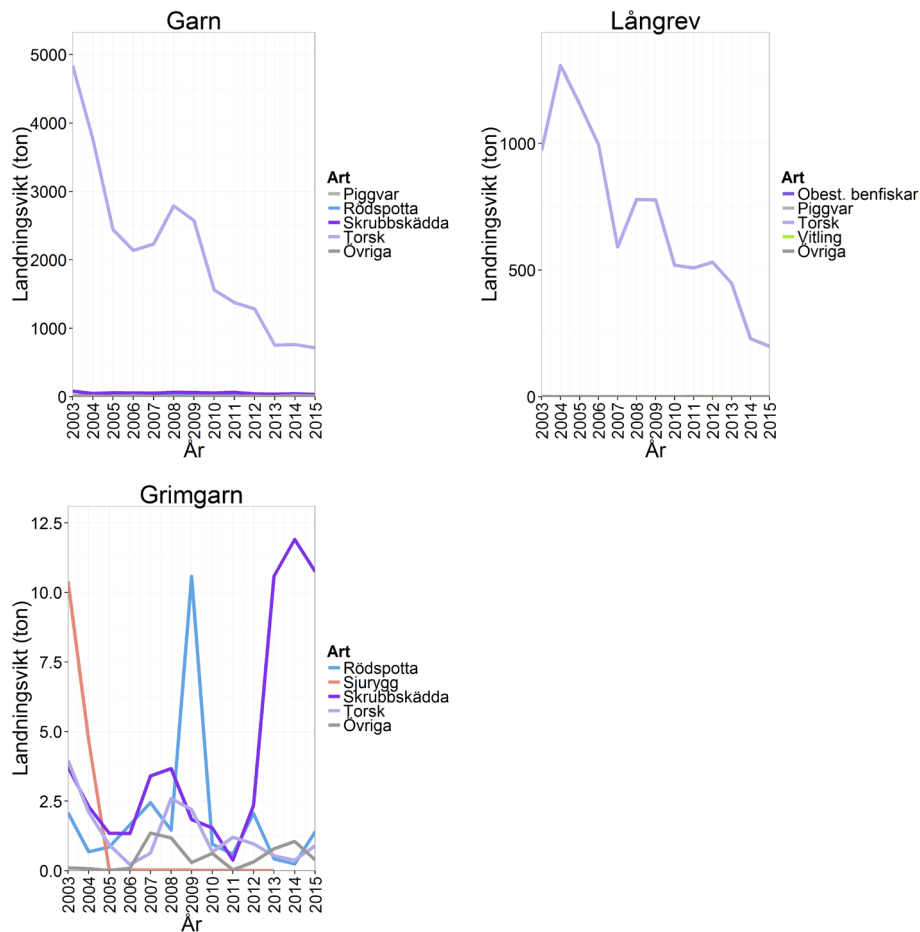 Garn
Landningsvikt (ton)
5000
4000
3000
2000
1000
0
2003
2004
2005
2006
2007
2008
2009
2010
2011
2012
2013
2014
2015
År
Art
Piggvar
Rödspotta
Skrubbskädda
Torsk
Övriga
Långrev
Landningsvikt (ton)
1000
500
0
2003
2004
2005
2006
2007
2008
2009
2010
2011
2012
2013
2014
2015
År
Art
Obest. benfiskar
Piggvar
Torsk
Vitling
Övriga
Grimgarn
Landningsvikt (ton)
12.5
10.0
7.5
5.0
2.5
0.0
2003
2004
2005
2006
2007
2008
2009
2010
2011
2012
2013
2014
2015
År
Art
Rödspotta
Sjurygg
Skrubbskädda
Torsk
Övriga